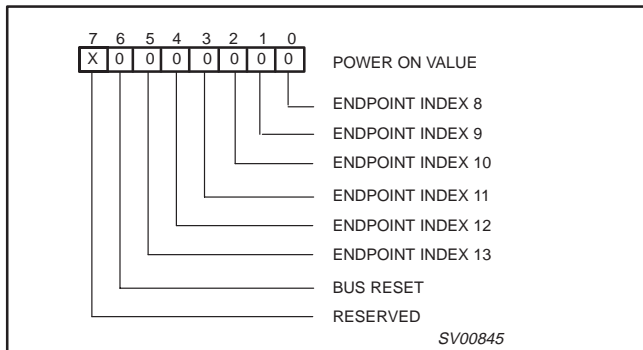 7 6 5 4 3 2 1 0
X 0 0 0 0 0 0 0 POWER ON VALUE
ENDPOINT INDEX 8
ENDPOINT INDEX 9
ENDPOINT INDEX 10
ENDPOINT INDEX 11
ENDPOINT INDEX 12
ENDPOINT INDEX 13
BUS RESET
RESERVED
SV00845